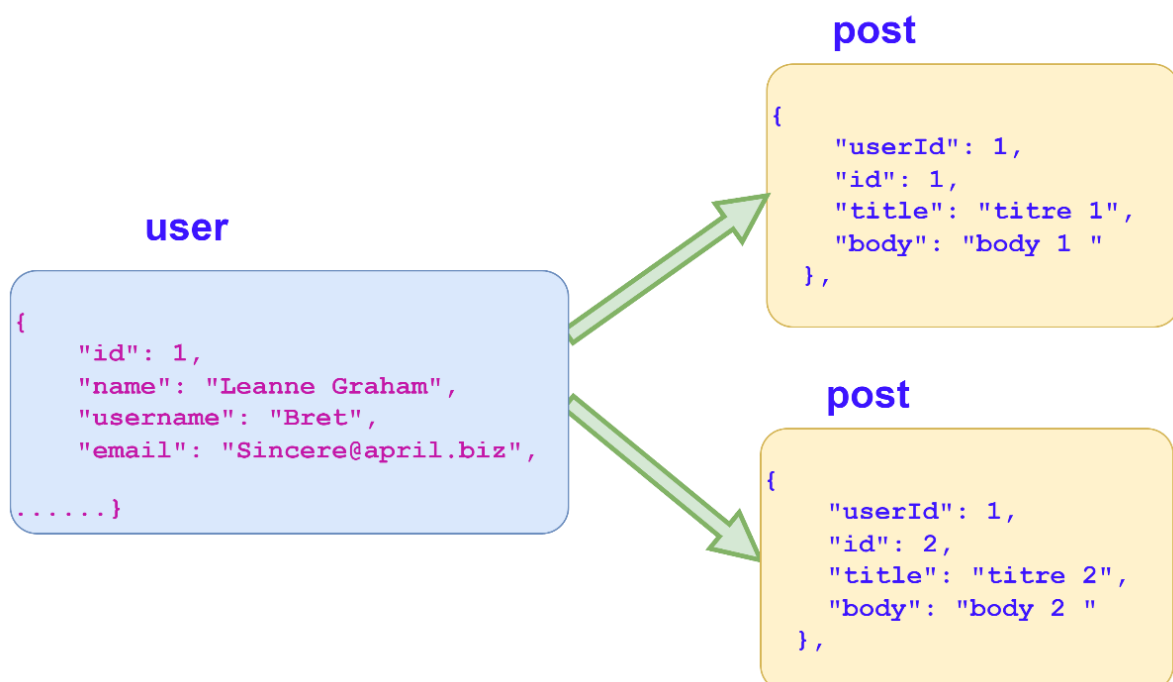 user
{
"id": 1,
"name": "Leanne Graham",
"username": "Bret",
"email": "Sincere@april.biz",
......}
post
{
"userId": 1,
"id": 1,
"title": "titre 1",
"body": "body 1 "
},
post
{
"userId": 1,
"id": 2,
"title": "titre 2",
"body": "body 2 "
},